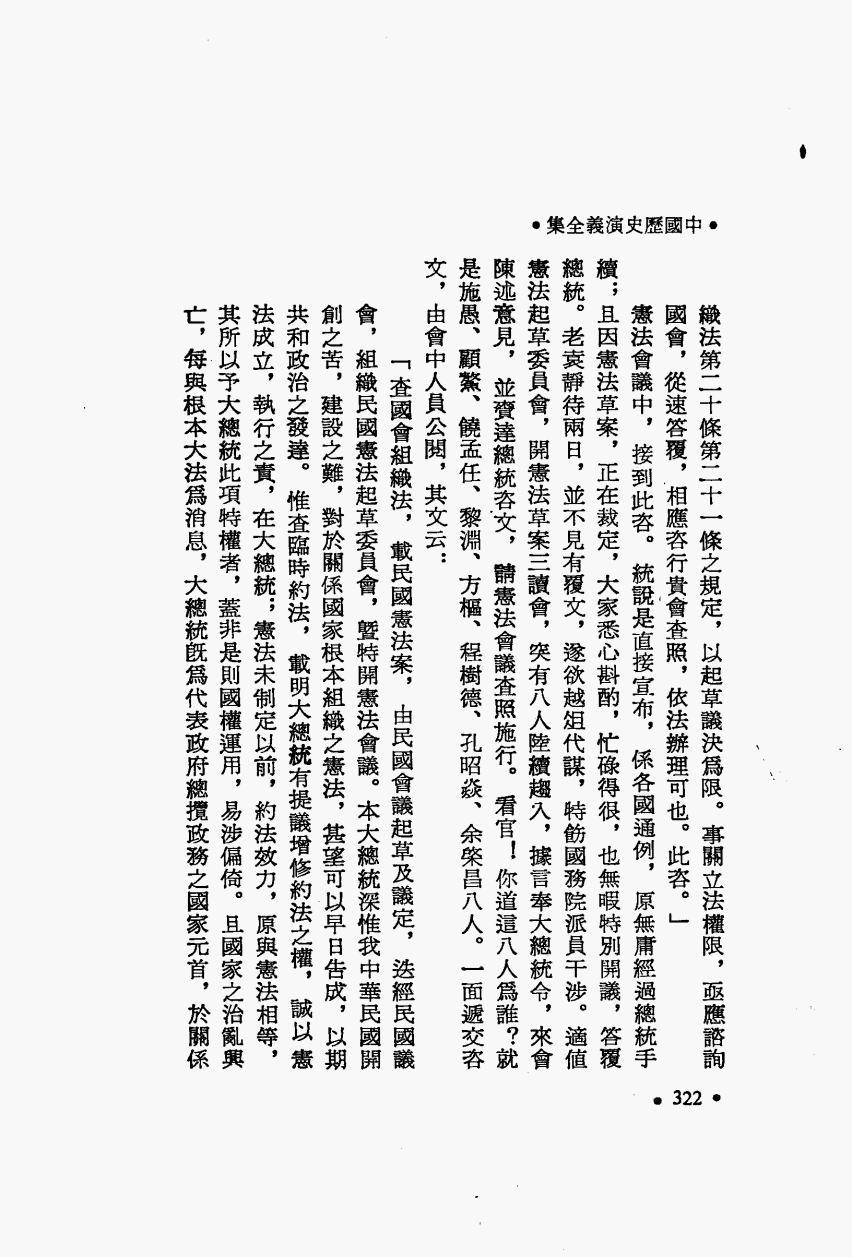 •中國歷史演義全集•
織法第二十條第二十一條之規定，以起草議決爲限。事關立法權限，亟應諮詢
國會，從速答覆，相應咨行貴會查照，依法辦理可也。此咨。」
憲法會議中，接到此咨。統說是直接宣布，係各國通例，原無庸經過總統手
續；且因憲法草案，正在裁定，大家悉心斟酌，忙碌得很，也無暇特別開議，答覆
總統。老袁靜待兩日，並不見有覆文，遂欲越俎代謀，特飭國務院派員干涉。適值
憲法起草委員會，開憲法草案三讀會，突有八人陸續趨入，據言奉大總統令，來會
陳述意見，並賚達總統咨文，請憲法會議查照施行。看官！你道這八人爲誰？就
是施愚、顧鰲、饒孟任、黎淵、方樞、程樹德、孔昭焱、余棨昌八人。一面遞交咨
文，由會中人員公閱，其文云：
「查國會組織法，載民國憲法案，由民國會議起草及議定，迭經民國議
會，組織民國憲法起草委員會，暨特開憲法會議。本大總統深惟我中華民國開
創之苦，建設之難，對於關係國家根本組織之憲法，甚望可以早日告成，以期
共和政治之發達。惟查臨時約法，載明大總統有提議增修約法之權，誠以憲
法成立，執行之責，在大總統；憲法未制定以前，約法效力，原與憲法相等，
其所以予大總統此項特權者，蓋非是則國權運用，易涉偏倚。且國家之治亂興
亡，每與根本大法爲消息，大總統旣爲代表政府總攬政務之國家元首，於關係
•322•